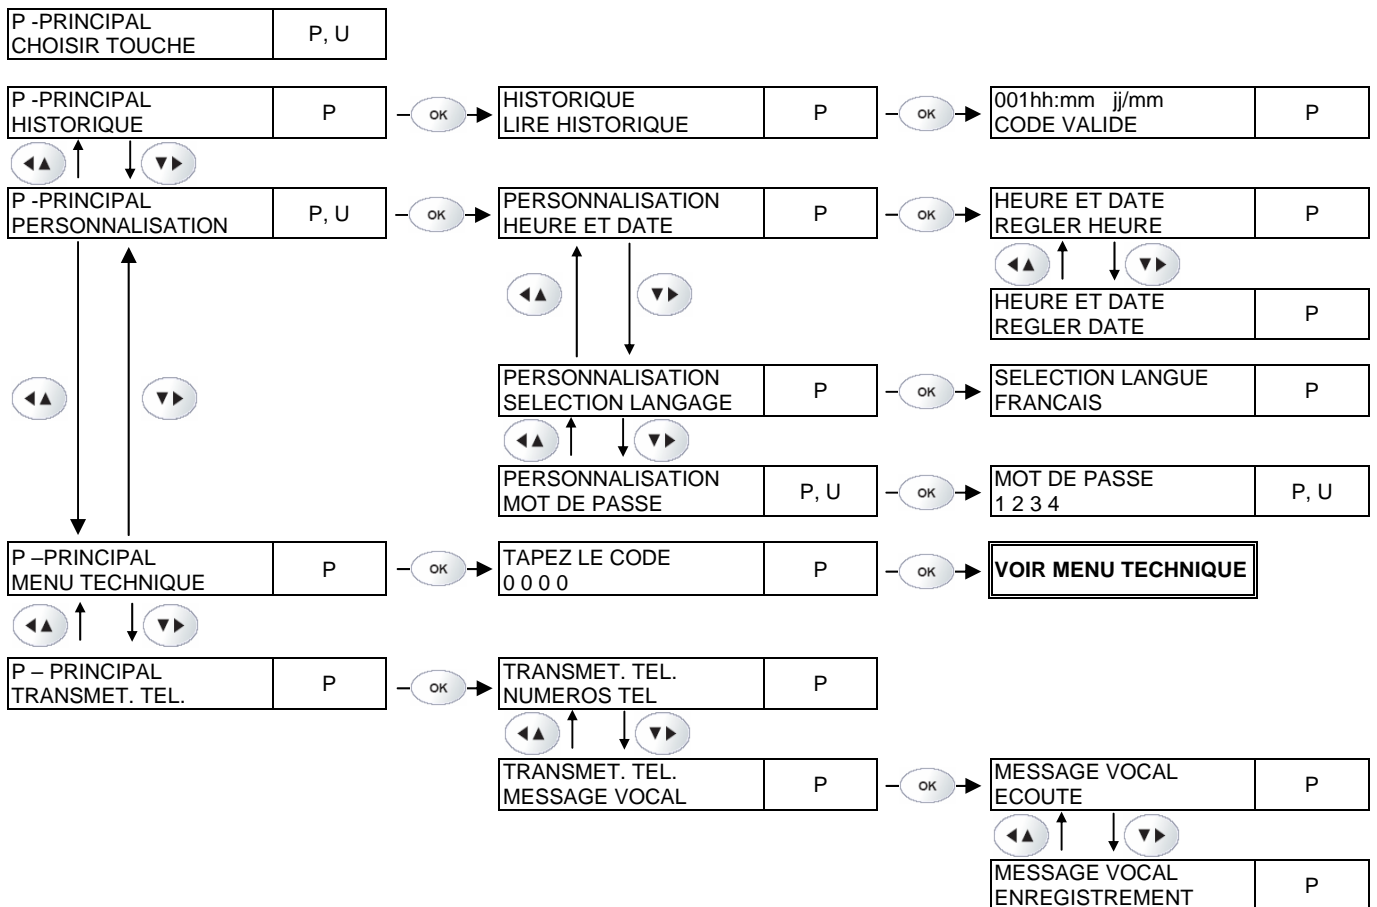 P -PRINCIPAL
CHOISIR TOUCHE
P, U
P -PRINCIPAL
HISTORIQUE
P
OK
HISTORIQUE
LIRE HISTORIQUE
P
OK
001hh:mm jj/mm
CODE VALIDE
P
P -PRINCIPAL
PERSONNALISATION
P, U
OK
PERSONNALISATION
HEURE ET DATE
P
OK
HEURE ET DATE
REGLER HEURE
P
HEURE ET DATE
REGLER DATE
P
PERSONNALISATION
SELECTION LANGAGE
P
OK
SELECTION LANGUE
FRANCAIS
P
PERSONNALISATION
MOT DE PASSE
P, U
OK
MOT DE PASSE
1 2 3 4
P, U
P –PRINCIPAL
MENU TECHNIQUE
P
OK
TAPEZ LE CODE
0 0 0 0
P
OK
VOIR MENU TECHNIQUE
P – PRINCIPAL
TRANSMET. TEL.
P
OK
TRANSMET. TEL.
NUMEROS TEL
P
TRANSMET. TEL.
MESSAGE VOCAL
P
OK
MESSAGE VOCAL
ECOUTE
P
MESSAGE VOCAL
ENREGISTREMENT
P